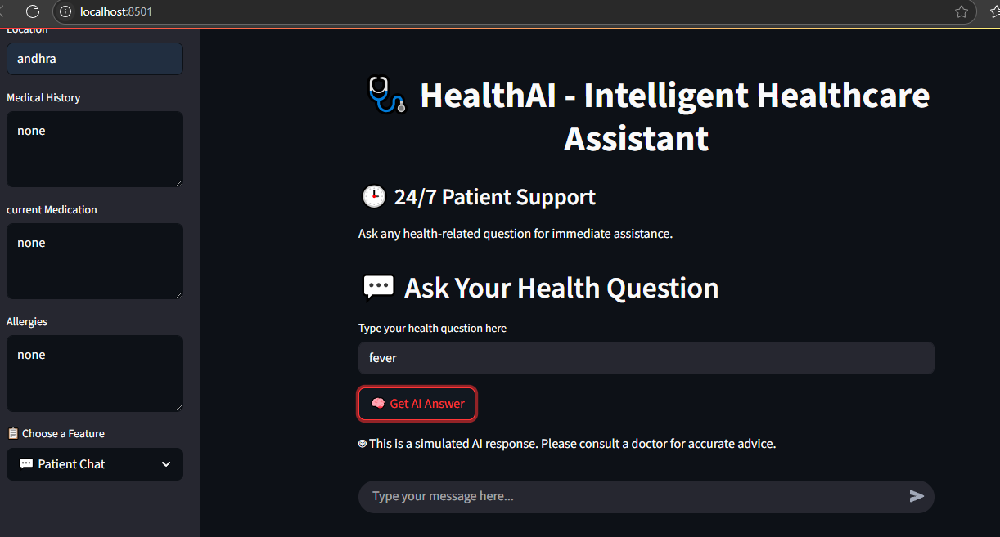 localhost:8501
Location
andhra
Medical History
none
current Medication
none
Allergies
none
Choose a Feature
Patient Chat
HealthAI - Intelligent Healthcare
Assistant
24/7 Patient Support
Ask any health-related question for immediate assistance.
Ask Your Health Question
Type your health question here
fever
Get AI Answer
This is a simulated AI response. Please consult a doctor for accurate advice.
Type your message here...